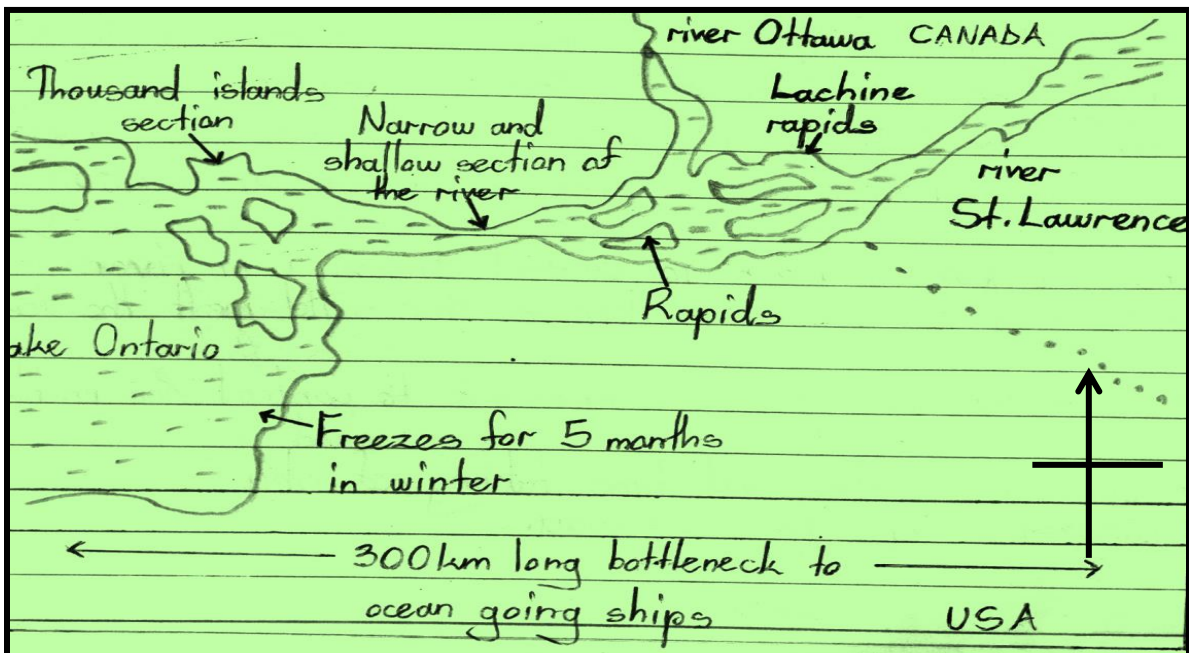 river Ottawa CANADA
Thousand islands
section
Lachine
rapids
Narrow and
shallow section of
the river
river
St. Lawrence
Rapids
ake Ontario
Freezes for 5 months
in winter
300km long bottleneck to
ocean going ships
USA